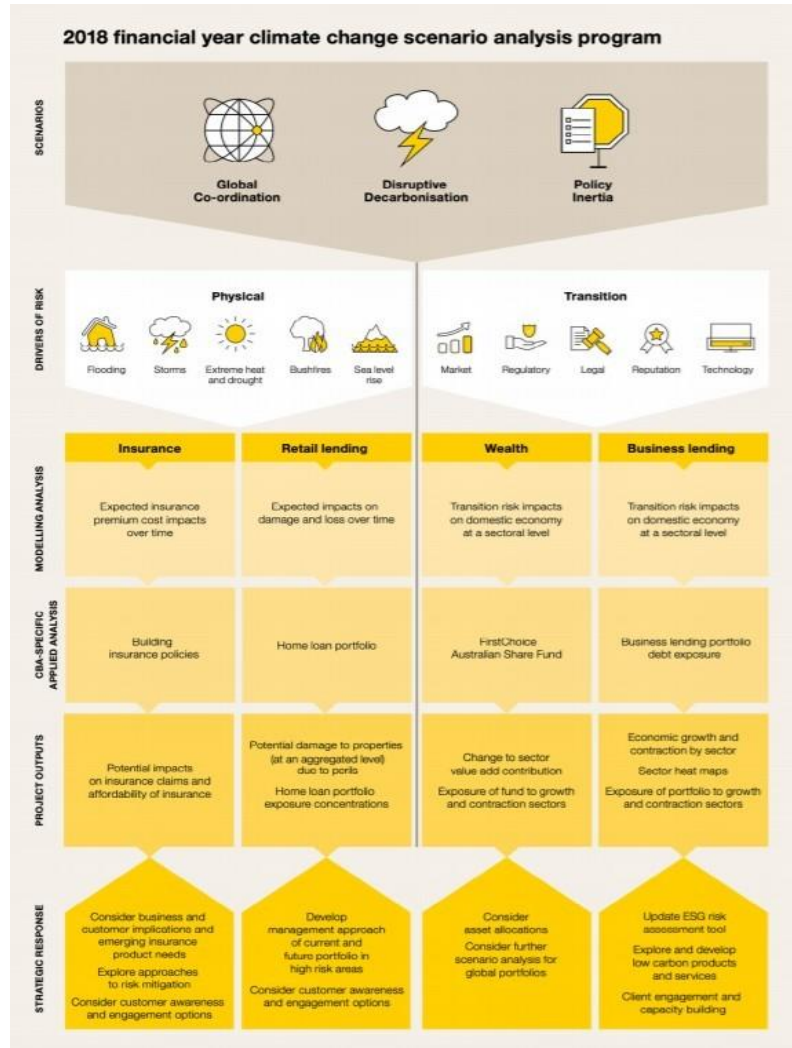 2018 financial year climate change scenario analysis program
SCENARIOS
Global
Co-ordination
Disruptive
Decarbonisation
Policy
Inertia
DRIVERS OF RISK
Physical
Flooding
Storms
Extreme heat
and drought
Bushfires
Sea level
rise
Transition
Market
Regulatory
Legal
Reputation
Technology
MODELLING ANALYSIS
Insurance
Expected insurance
premium cost impacts
over time
Retail lending
Expected impacts on
damage and loss over time
Wealth
Transition risk impacts
on domestic economy
at a sectoral level
Business lending
Transition risk impacts
on domestic economy
at a sectoral level
CBA-SPECIFIC
APPLIED ANALYSIS
Building
insurance policies
Home loan portfolio
FirstChoice
Australian Share Fund
Business lending portfolio
debt exposure
PROJECT OUTPUTS
Potential impacts
on insurance claims and
affordability of insurance
Potential damage to properties
(at an aggregated level)
due to perils
Home loan portfolio
exposure concentrations
Change to sector
value add contribution
Exposure of fund to growth
and contraction sectors
Economic growth and
contraction by sector
Sector heat maps
Exposure of portfolio to growth
and contraction sectors
STRATEGIC RESPONSE
Consider business and
customer implications and
emerging insurance
product needs
Explore approaches
to risk mitigation
Consider customer awareness
and engagement options
Develop
management approach
of current and
future portfolio in
high risk areas
Consider customer awareness
and engagement options
Consider
asset allocations
Consider further
scenario analysis for
global portfolios
Update ESG risk
assessment tool
Explore and develop
low carbon products
and services
Client engagement and
capacity building